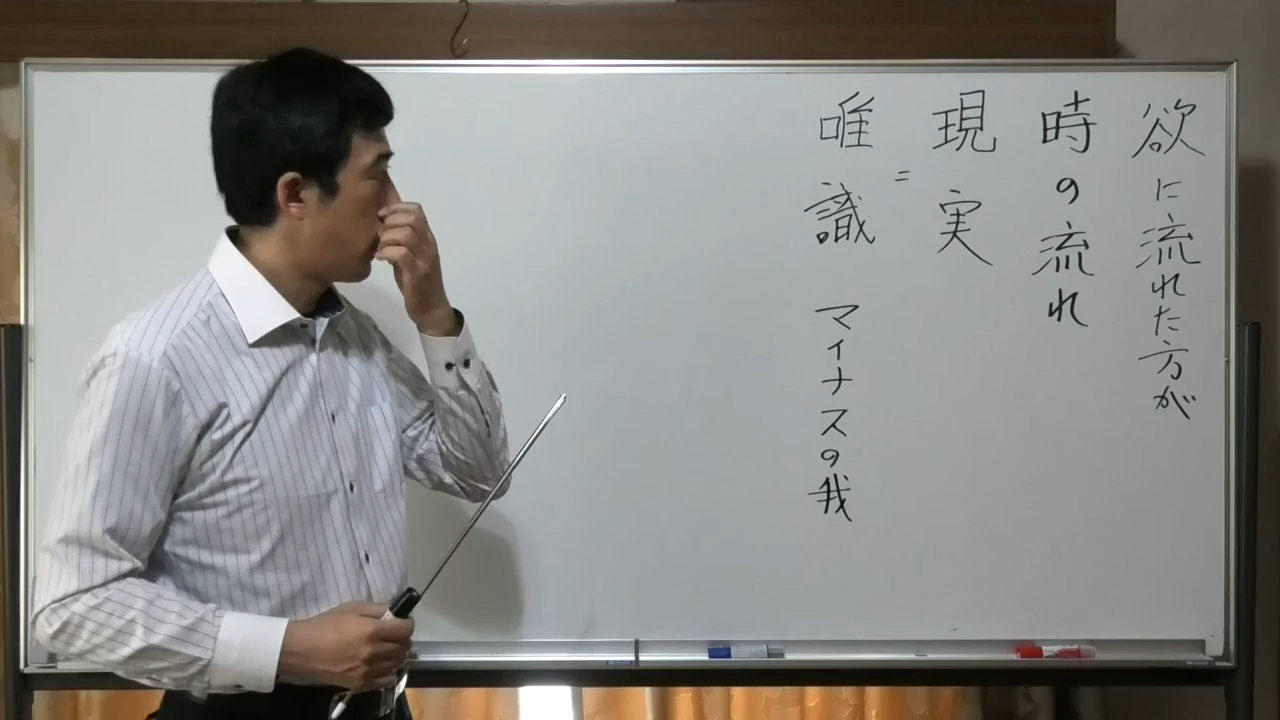 欲に流れた方が
時の流れ
現実
=
唯識 マイナスの我